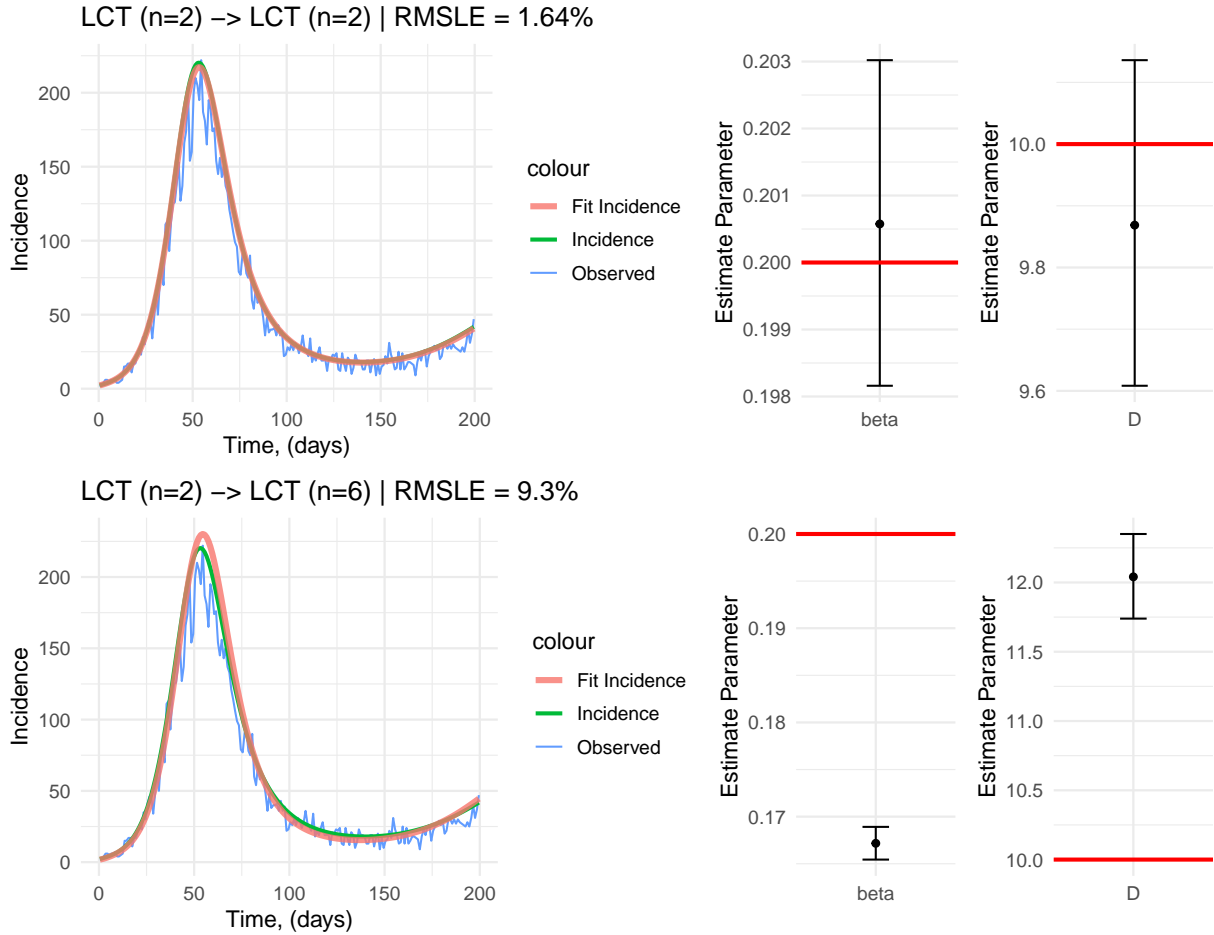 LCT (n=2) −> LCT (n=2) | RMSLE = 1.64%
Incidence
200
150
100
50
0
0
50
100
150
200
Time, (days)
colour
Fit Incidence
Incidence
Observed
Estimate Parameter
0.203
0.202
0.201
0.200
0.199
0.198
beta
Estimate Parameter
10.0
9.8
9.6
D
LCT (n=2) −> LCT (n=6) | RMSLE = 9.3%
Incidence
200
150
100
50
0
0
50
100
150
200
Time, (days)
colour
Fit Incidence
Incidence
Observed
Estimate Parameter
0.20
0.19
0.18
0.17
beta
Estimate Parameter
12.0
11.5
11.0
10.5
10.0
D